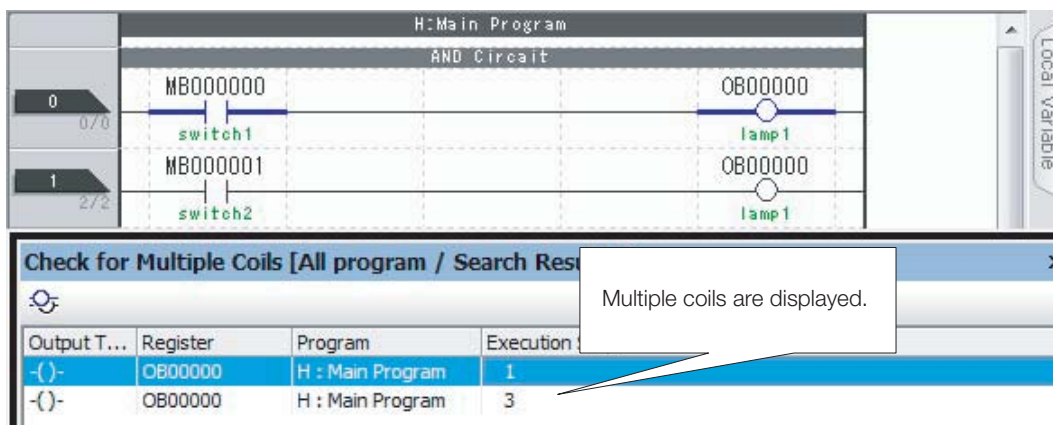 H:Main Program
AND Circait
0
0/0
MB000000
switch1
OB00000
lamp1
1
2/2
MB000001
switch2
OB00000
lamp1
Local Variable
Check for Multiple Coils [All program / Search Resu
Multiple coils are displayed.
Output T... Register Program Execution
-()- OB00000 H : Main Program 1
-()- OB00000 H : Main Program 3